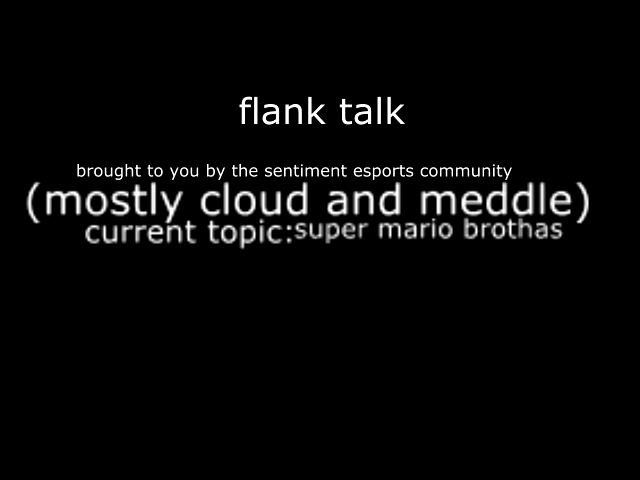 flank talk
brought to you by the sentiment esports community
(mostly cloud and meddle)
current topic:super mario brothas